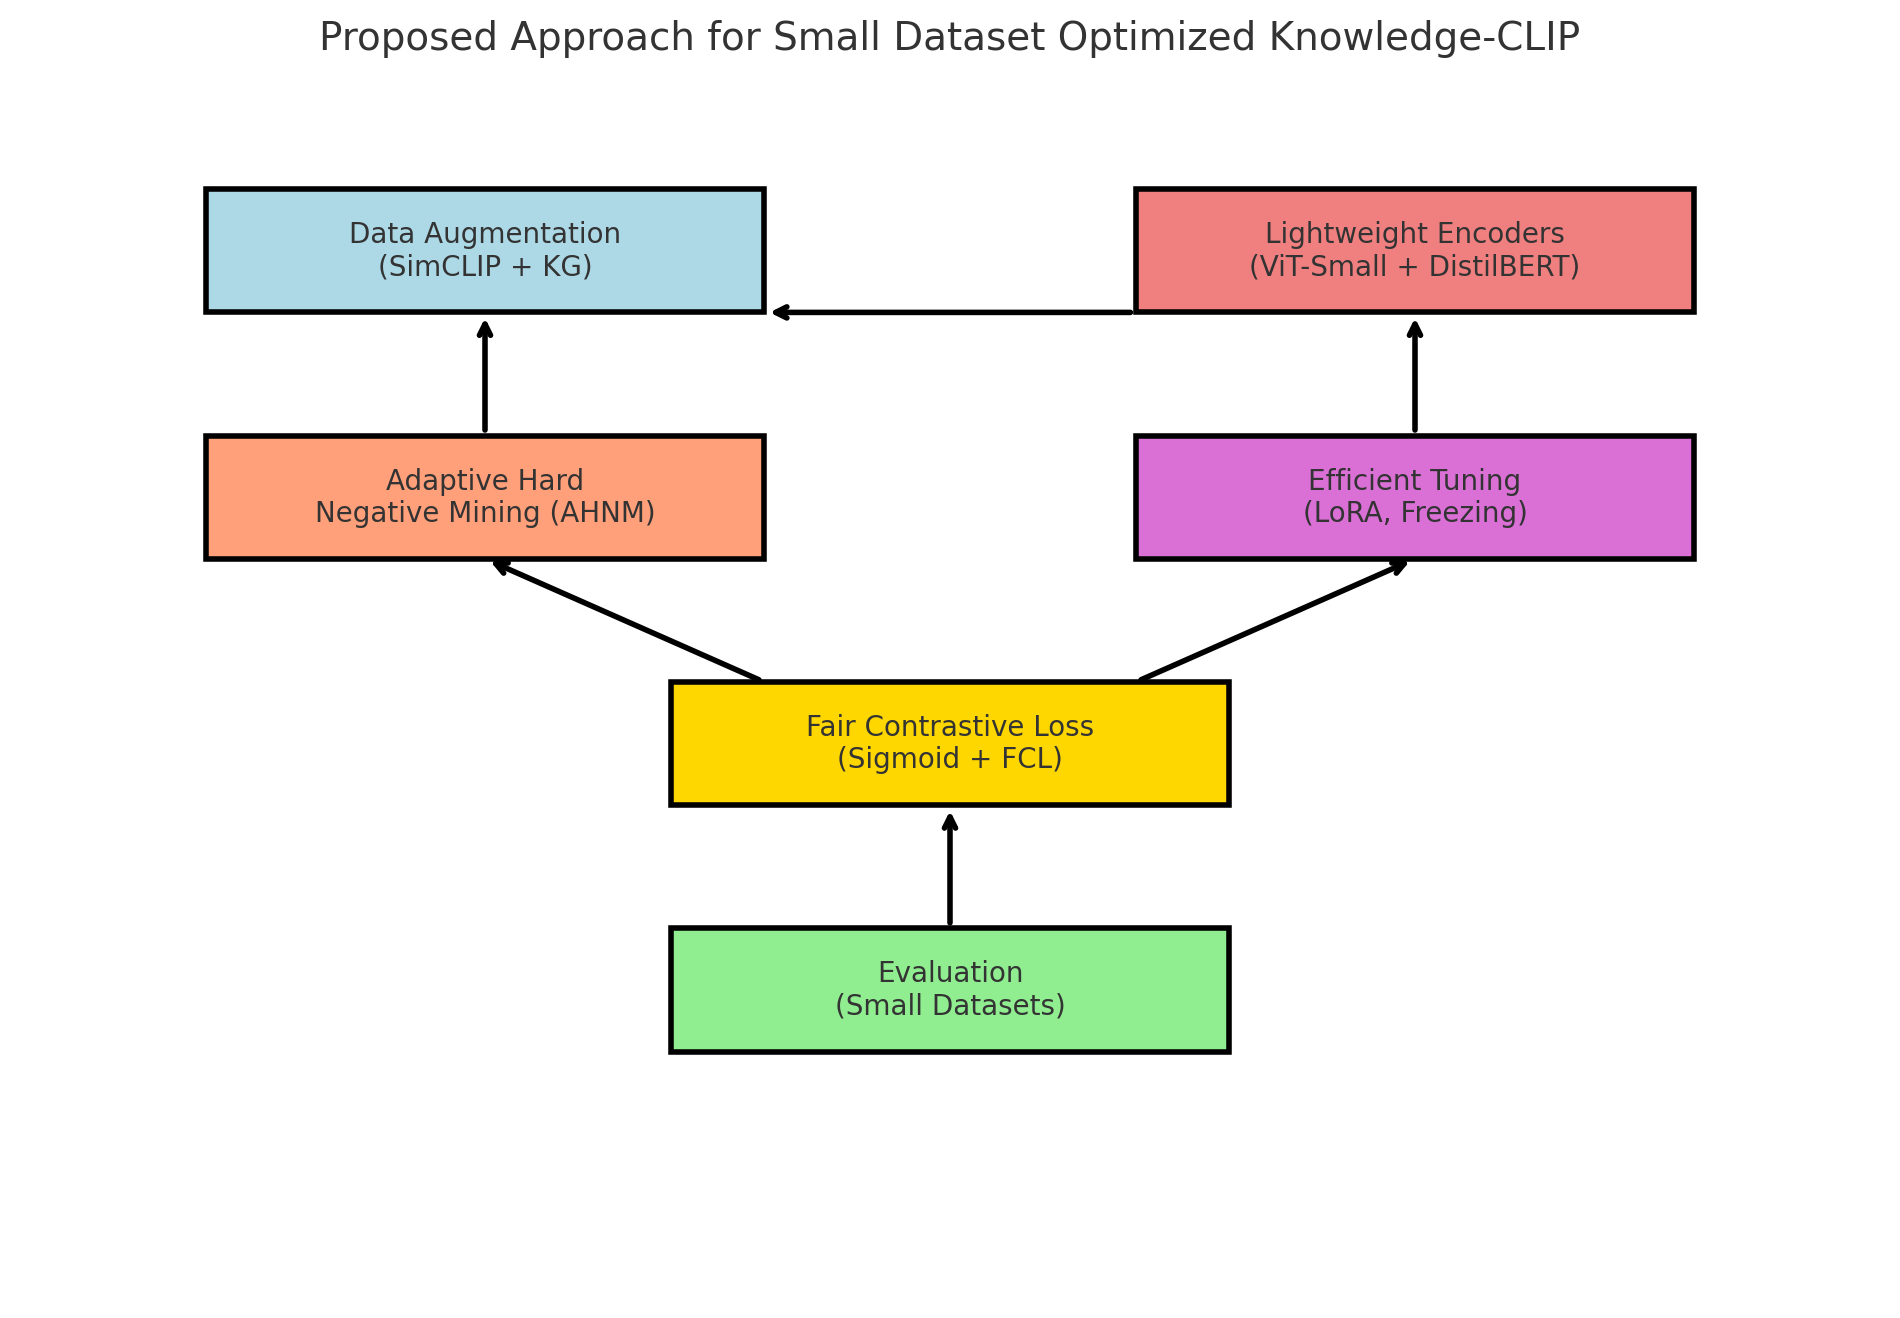 Proposed Approach for Small Dataset Optimized Knowledge-CLIP
Data Augmentation
(SimCLIP + KG)
Lightweight Encoders
(ViT-Small + DistilBERT)
Adaptive Hard
Negative Mining (AHNM)
Efficient Tuning
(LoRA, Freezing)
Fair Contrastive Loss
(Sigmoid + FCL)
Evaluation
(Small Datasets)